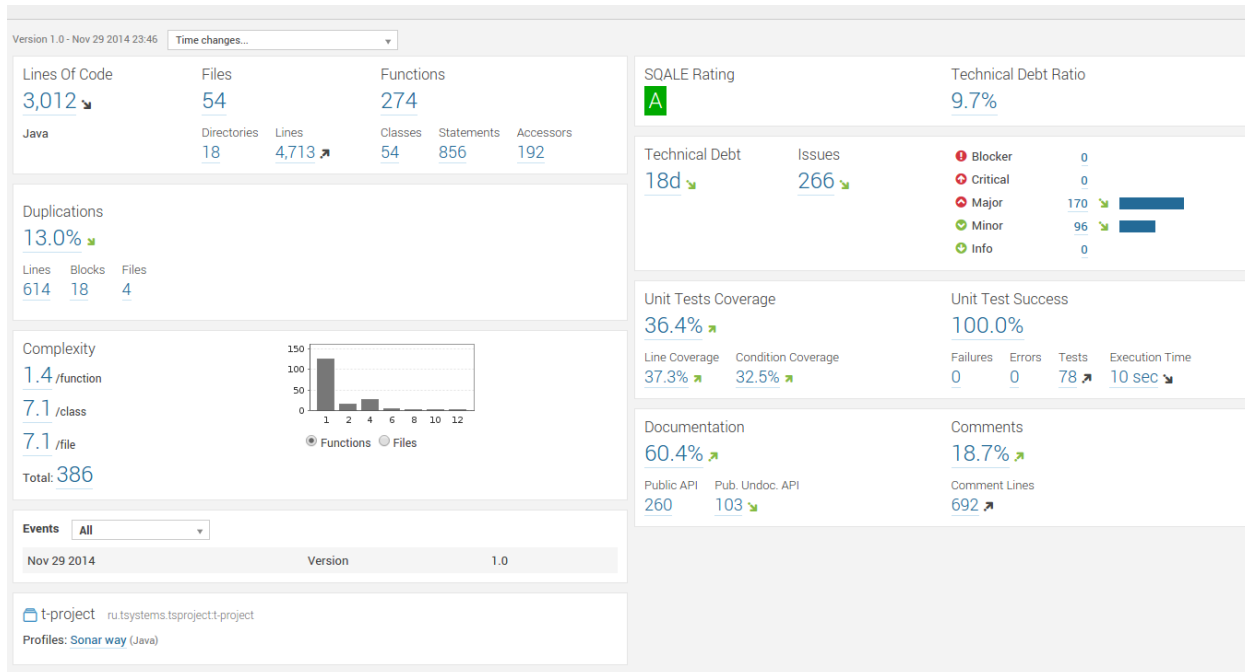 Version 1.0 - Nov 29 2014 23:46 Time changes...
Lines Of Code Files Functions
3,012 54 274
Java Directories Lines Classes Statements Accessors
18 4,713 54 856 192
Duplications
13.0%
Lines Blocks Files
614 18 4
Complexity
1.4 /function
7.1 /class
7.1 /file
Total: 386
150
100
50
0
1 2 4 6 8 10 12
Functions Files
Events All
Nov 29 2014 Version 1.0
t-project ru.tsystems.tsproject:t-project
Profiles: Sonar way (Java)
SQALE Rating Technical Debt Ratio
A 9.7%
Technical Debt Issues
18d 266
Blocker 0
Critical 0
Major 170
Minor 96
Info 0
Unit Tests Coverage Unit Test Success
36.4% 100.0%
Line Coverage Condition Coverage Failures Errors Tests Execution Time
37.3% 32.5% 0 0 78 10 sec
Documentation Comments
60.4% 18.7%
Public API Pub. Undoc. API Comment Lines
260 103 692